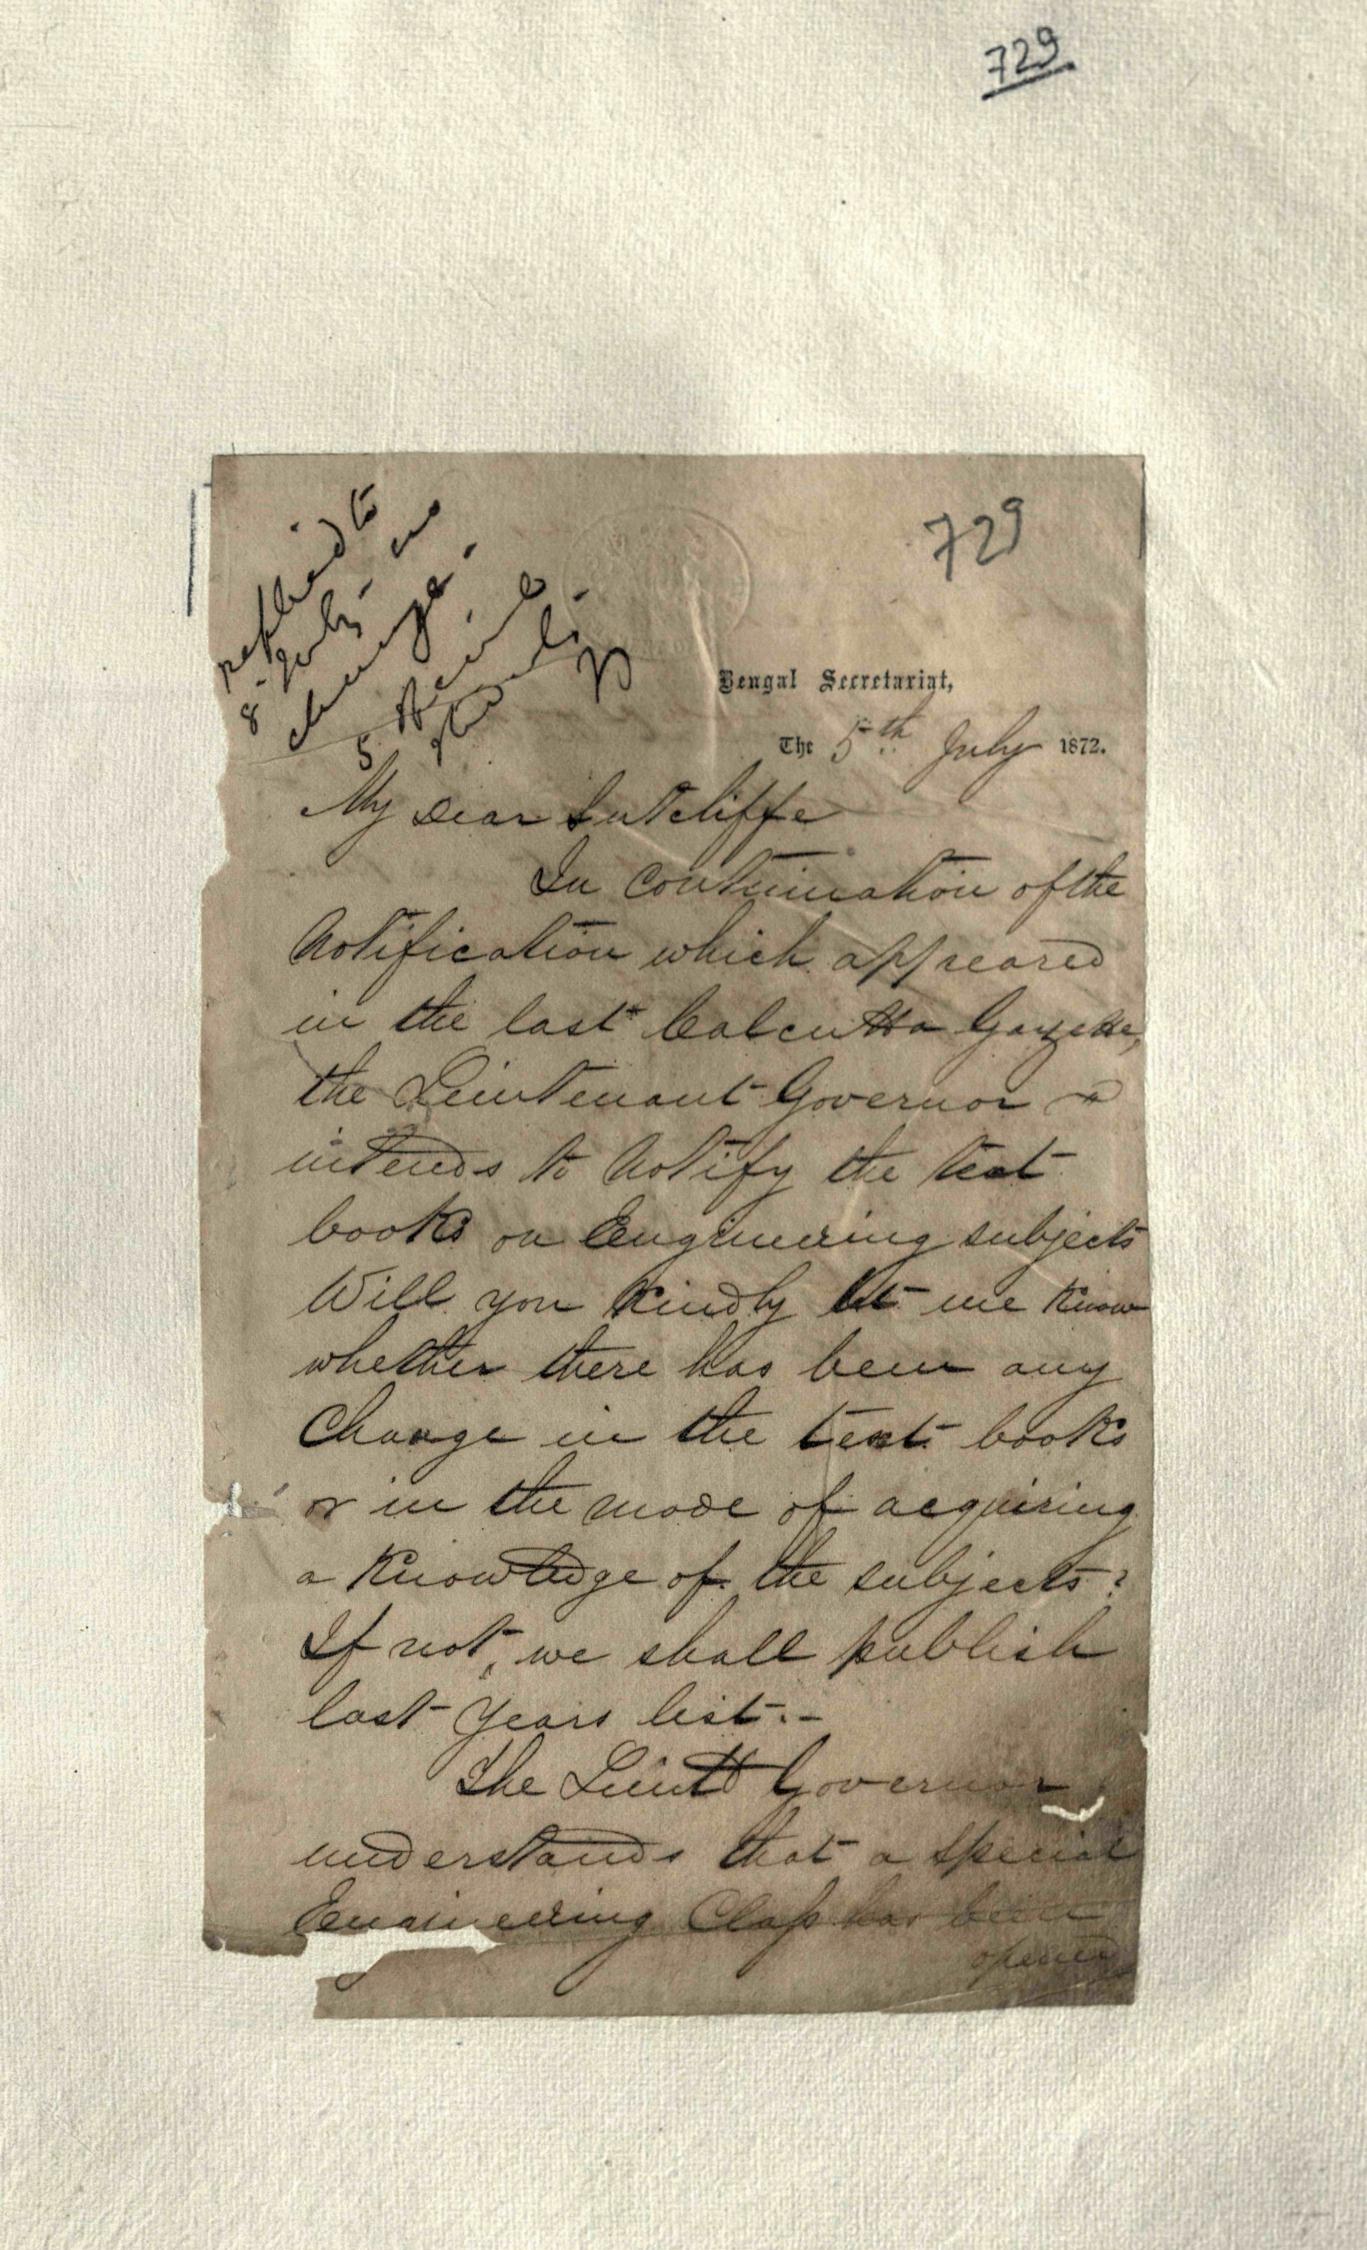 729
729
replied to
8 July - no
change -
5
Bengal Secretariat,
The 5th July 1872.
My Dear Sutcliffe
In Continuation of the
Notification which appeared
in the last Calcutta Gazette,
the Lieutenant Governor
intends to Notify the text
books on Engineering subjects
Will you kindly let me know
whether there has been any
Change in the text books
or in the mode of acquiring
a Knowledge of the subjects?
If not, we shall publish
last Years list.-
The Lieutt Governor
understands that a Special
Engineering Class has been
opened